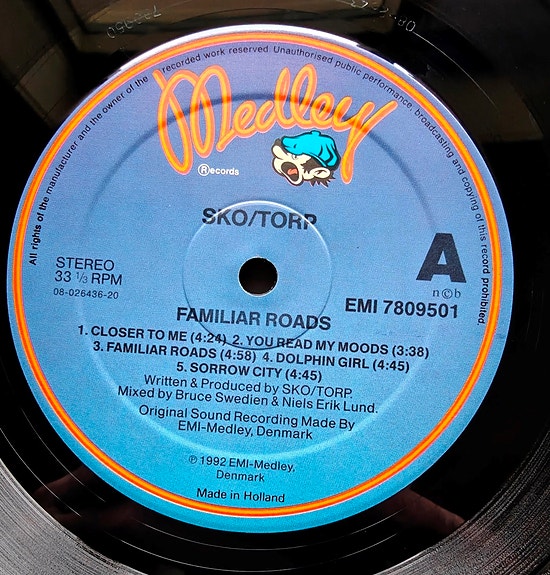 All rights of the manufacturer and the owner of the recorded work reserved. Unauthorised public performance, broadcasting and copying of this record prohibited.
Medley
Ⓡecords
SKO/TORP
A
STEREO
33 1/3 RPM
08-026436-20
n©b
EMI 7809501
FAMILIAR ROADS
1. CLOSER TO ME (4:24) 2. YOU READ MY MOODS (3:38)
3. FAMILIAR ROADS (4:58) 4. DOLPHIN GIRL (4:45)
5. SORROW CITY (4:45)
Written & Produced by SKO/TORP.
Mixed by Bruce Swedien & Niels Erik Lund.
Original Sound Recording Made By
EMI-Medley, Denmark
℗ 1992 EMI-Medley,
Denmark
Made in Holland